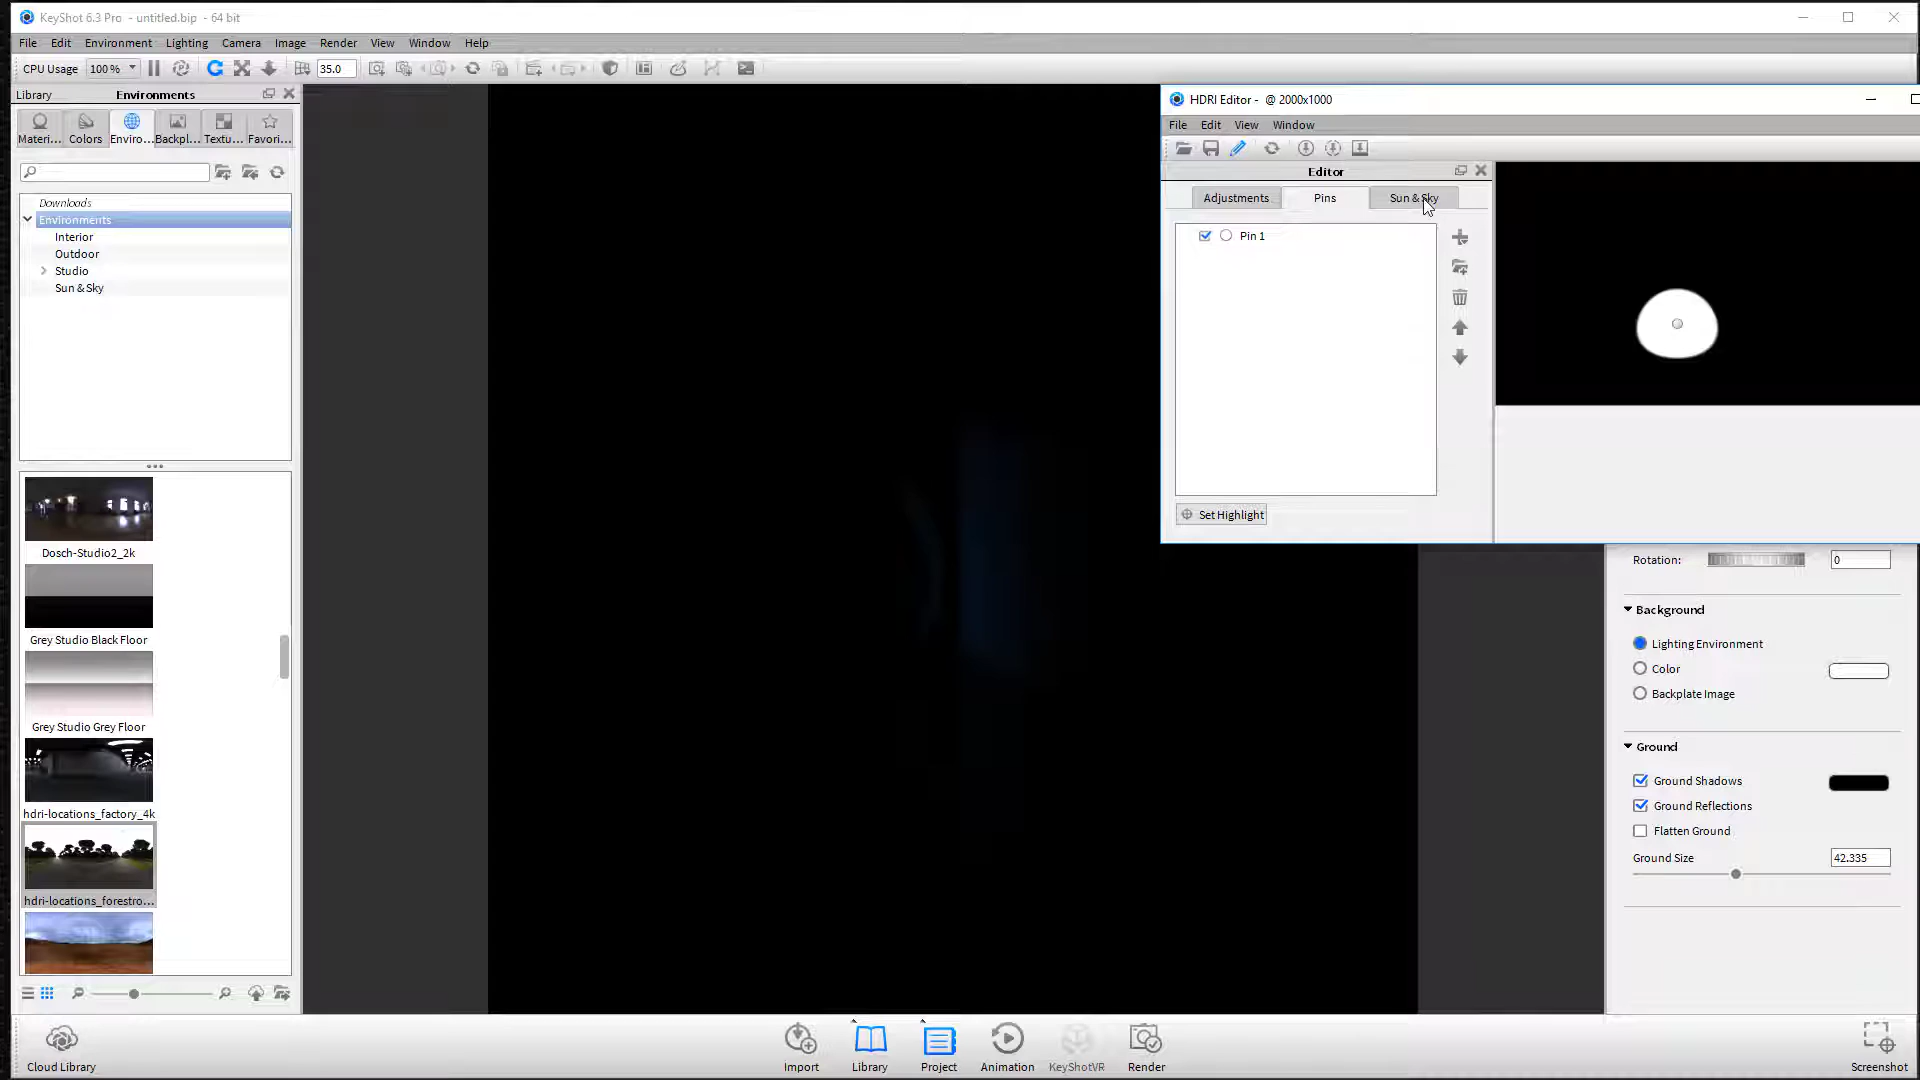 KeyShot 6.3 Pro - untitled.bip - 64 bit
File Edit Environment Lighting Camera Image Render View Window Help
CPU Usage 100% 35.0
Library Environments
Materi... Colors Enviro... Backpl... Textu... Favori...
Downloads
Environments
Interior
Outdoor
Studio
Sun & Sky
Dosch-Studio2_2k
Grey Studio Black Floor
Grey Studio Grey Floor
hdri-locations_factory_4k
hdri-locations_forestro...
HDRI Editor - @ 2000x1000
File Edit View Window
Editor
Adjustments Pins Sun & Sky
Pin 1
Set Highlight
Rotation: 0
Background
Lighting Environment
Color
Backplate Image
Ground
Ground Shadows
Ground Reflections
Flatten Ground
Ground Size 42.335
Cloud Library Import Library Project Animation KeyShotVR Render Screenshot